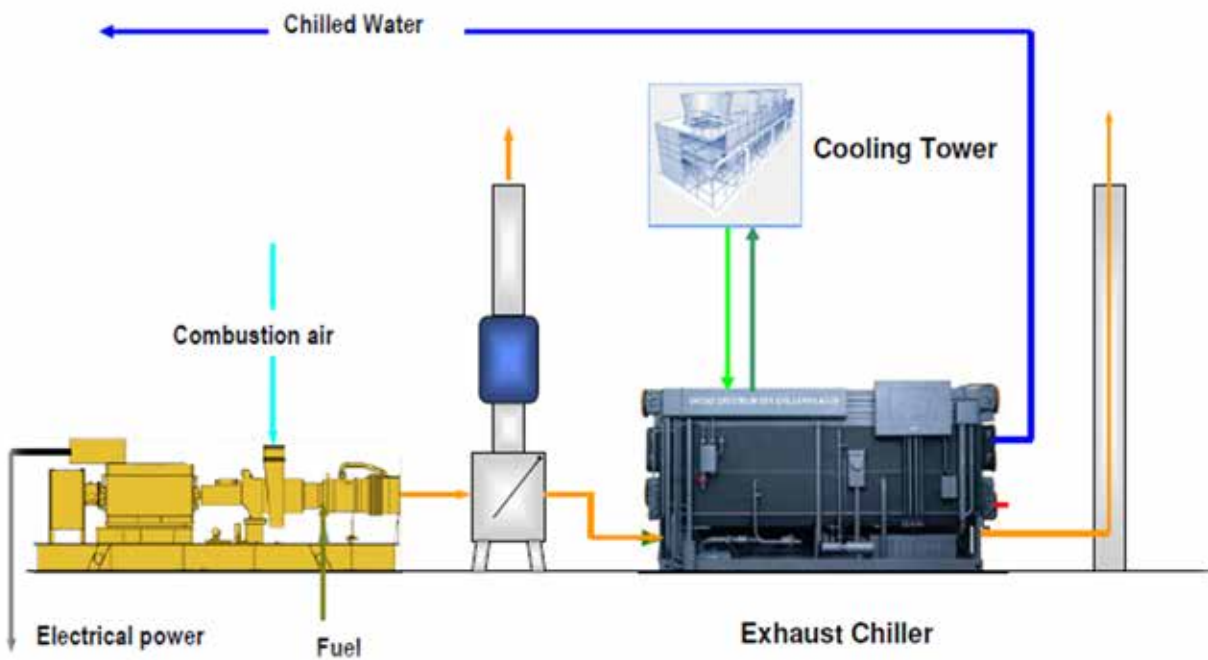 Chilled Water
Cooling Tower
Combustion air
Electrical power
Fuel
Exhaust Chiller